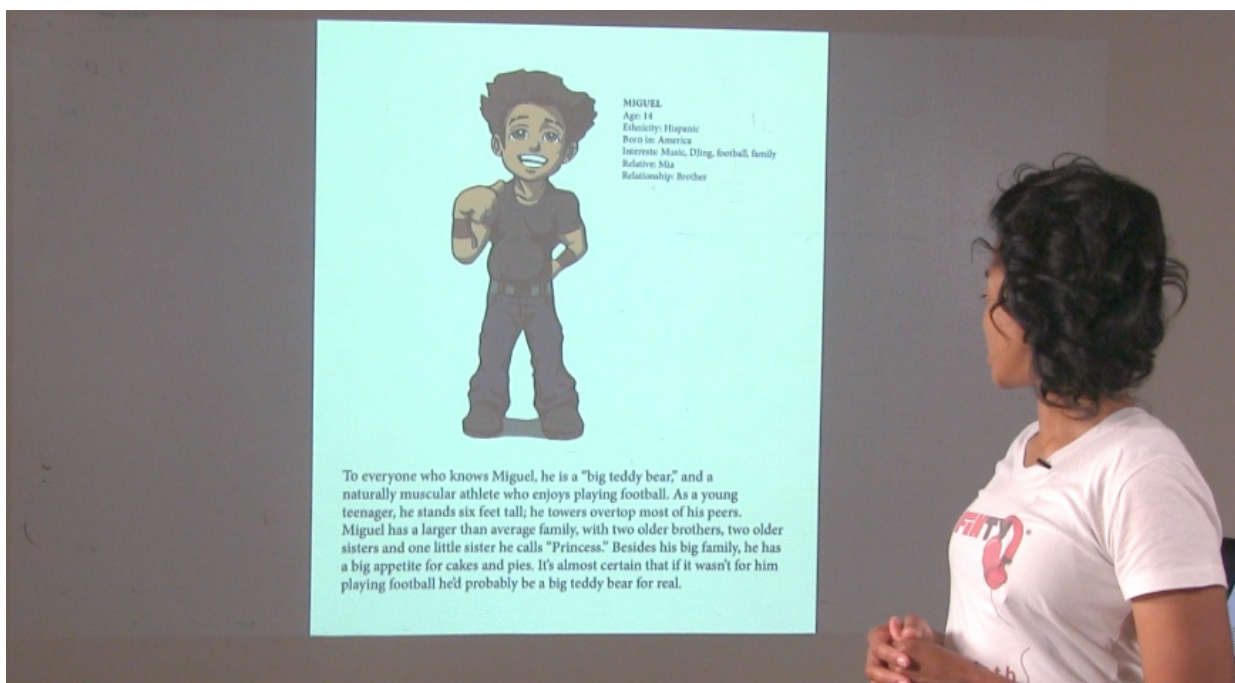 MIGUEL
Age: 14
Ethnicity: Hispanic
Born in: America
Interests: Music, DJing, football, family
Relative: Mia
Relationship: Brother
To everyone who knows Miguel, he is a "big teddy bear," and a
naturally muscular athlete who enjoys playing football. As a young
teenager, he stands six feet tall; he towers overtop most of his peers.
Miguel has a larger than average family, with two older brothers, two older
sisters and one little sister he calls "Princess." Besides his big family, he has
a big appetite for cakes and pies. It's almost certain that if it wasn't for him
playing football he'd probably be a big teddy bear for real.